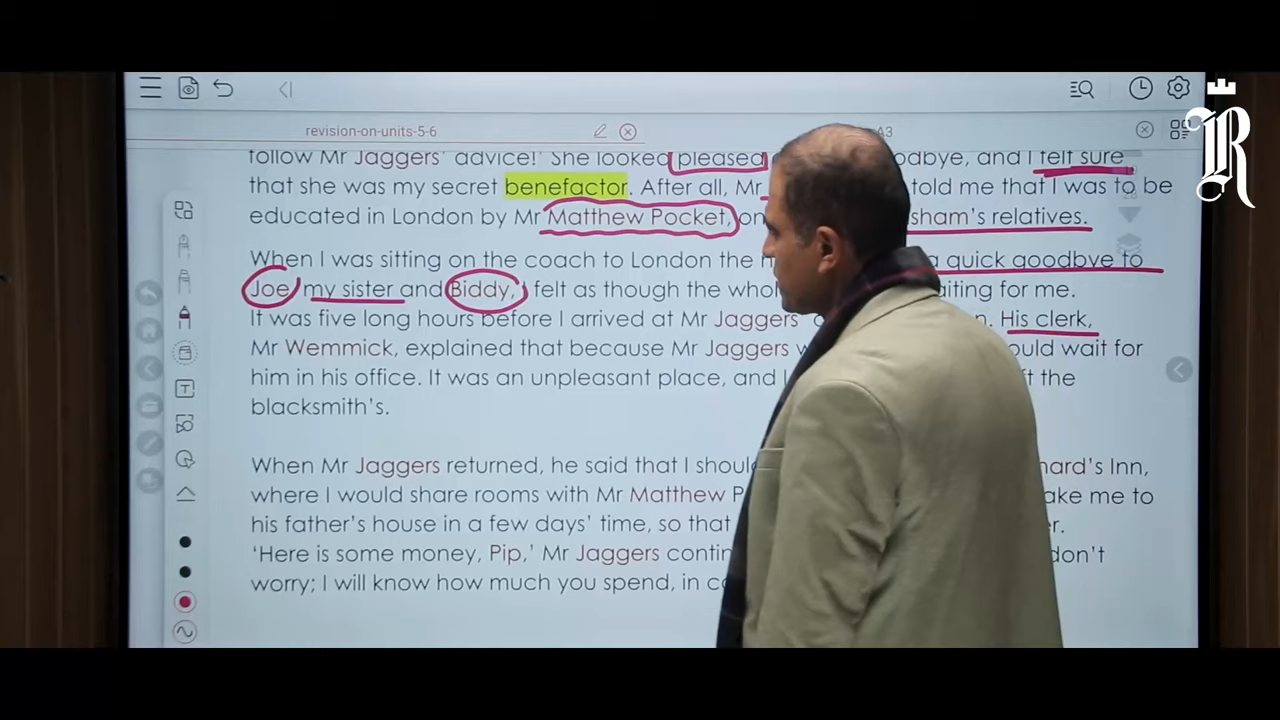 revision-on-units-5-6
A3
R
follow Mr Jaggers' advice!' She looked pleased odbye, and I felt sure
that she was my secret benefactor. After all, Mr told me that I was to be
educated in London by Mr Matthew Pocket, sham's relatives.
When I was sitting on the coach to London the a quick goodbye to
Joe, my sister and Biddy, I felt as though the whol aiting for me.
It was five long hours before I arrived at Mr Jaggers' n. His clerk,
Mr Wemmick, explained that because Mr Jaggers ould wait for
him in his office. It was an unpleasant place, and I ft the
blacksmith's.
When Mr Jaggers returned, he said that I shoul nard's Inn,
where I would share rooms with Mr Matthew P ake me to
his father's house in a few days' time, so that r.
'Here is some money, Pip,' Mr Jaggers contin don't
worry; I will know how much you spend, in c